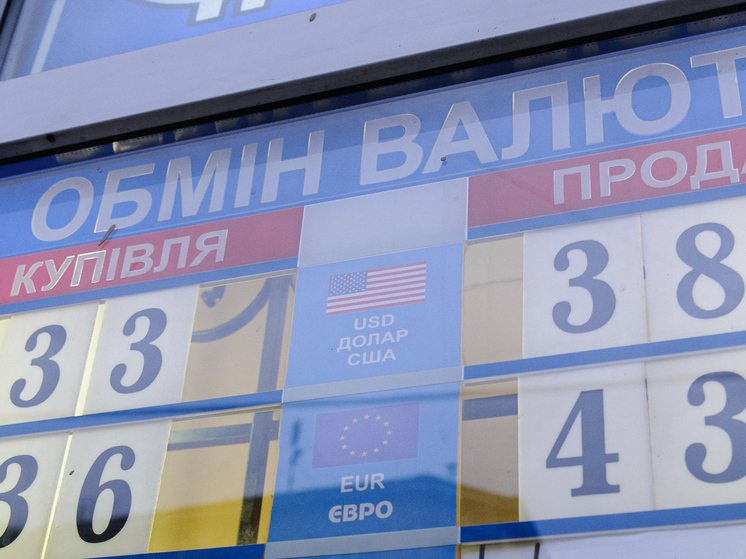 ОБМІН ВАЛЮТ
КУПІВЛЯ
ПРОДА
33
USD
ДОЛАР
США
38
36
EUR
ЄВРО
43